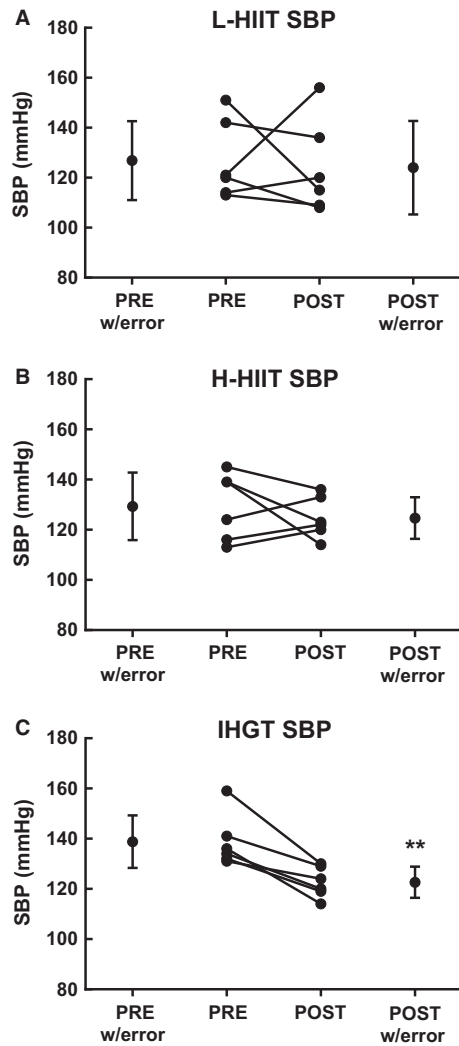 A
L-HIIT SBP
180
160
140
120
100
80
SBP (mmHg)
PRE PRE POST POST
w/error w/error
B
H-HIIT SBP
180
160
140
120
100
80
SBP (mmHg)
PRE PRE POST POST
w/error w/error
C
IHGT SBP
180
160
140
120
100
80
SBP (mmHg)
**
PRE PRE POST POST
w/error w/error